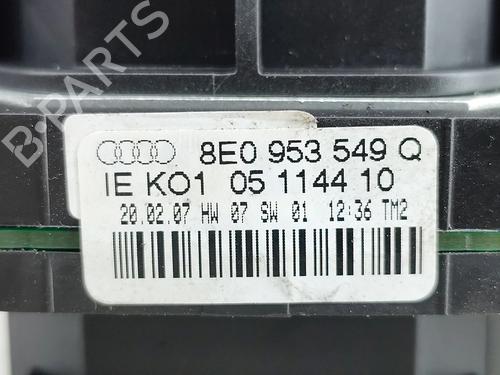 8E0 953 549 Q
IE KO1 05 1144 10
20.02.07 HW 07 SW 01 12:36 TM2
B-PARTS